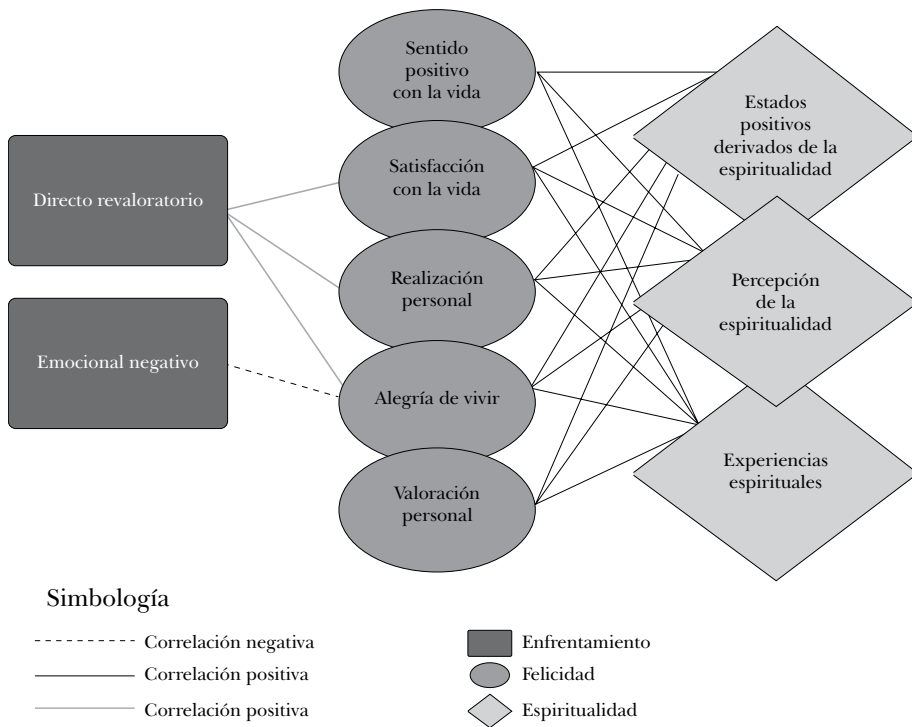 Sentido
positivo
con la vida
Estados
positivos
derivados de la
espiritualidad
Directo revaloratorio
Satisfacción
con la vida
Realización
personal
Percepción
de la
espiritualidad
Emocional negativo
Alegría de vivir
Experiencias
espirituales
Valoración
personal
Simbología
Correlación negativa
Enfrentamiento
Correlación positiva
Felicidad
Correlación positiva
Espiritualidad